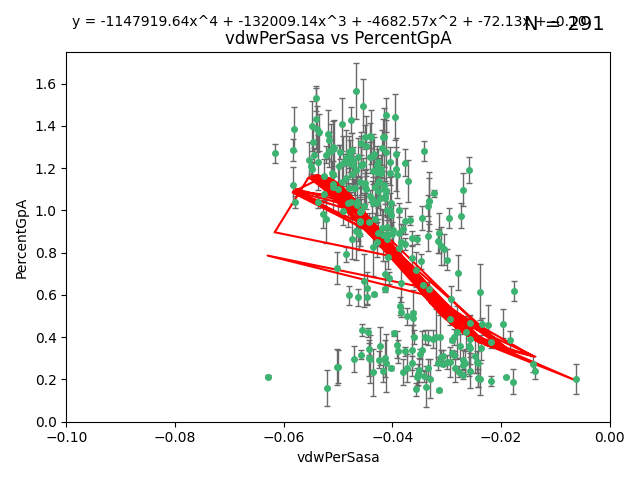 y = -1147919.64x^4 + -132009.14x^3 + -4682.57x^2 + -72.13x + -0.20
N = 291
vdwPerSasa vs PercentGpA
PercentGpA
1.6
1.4
1.2
1.0
0.8
0.6
0.4
0.2
0.0
−0.10 −0.08 −0.06 −0.04 −0.02 0.00
vdwPerSasa